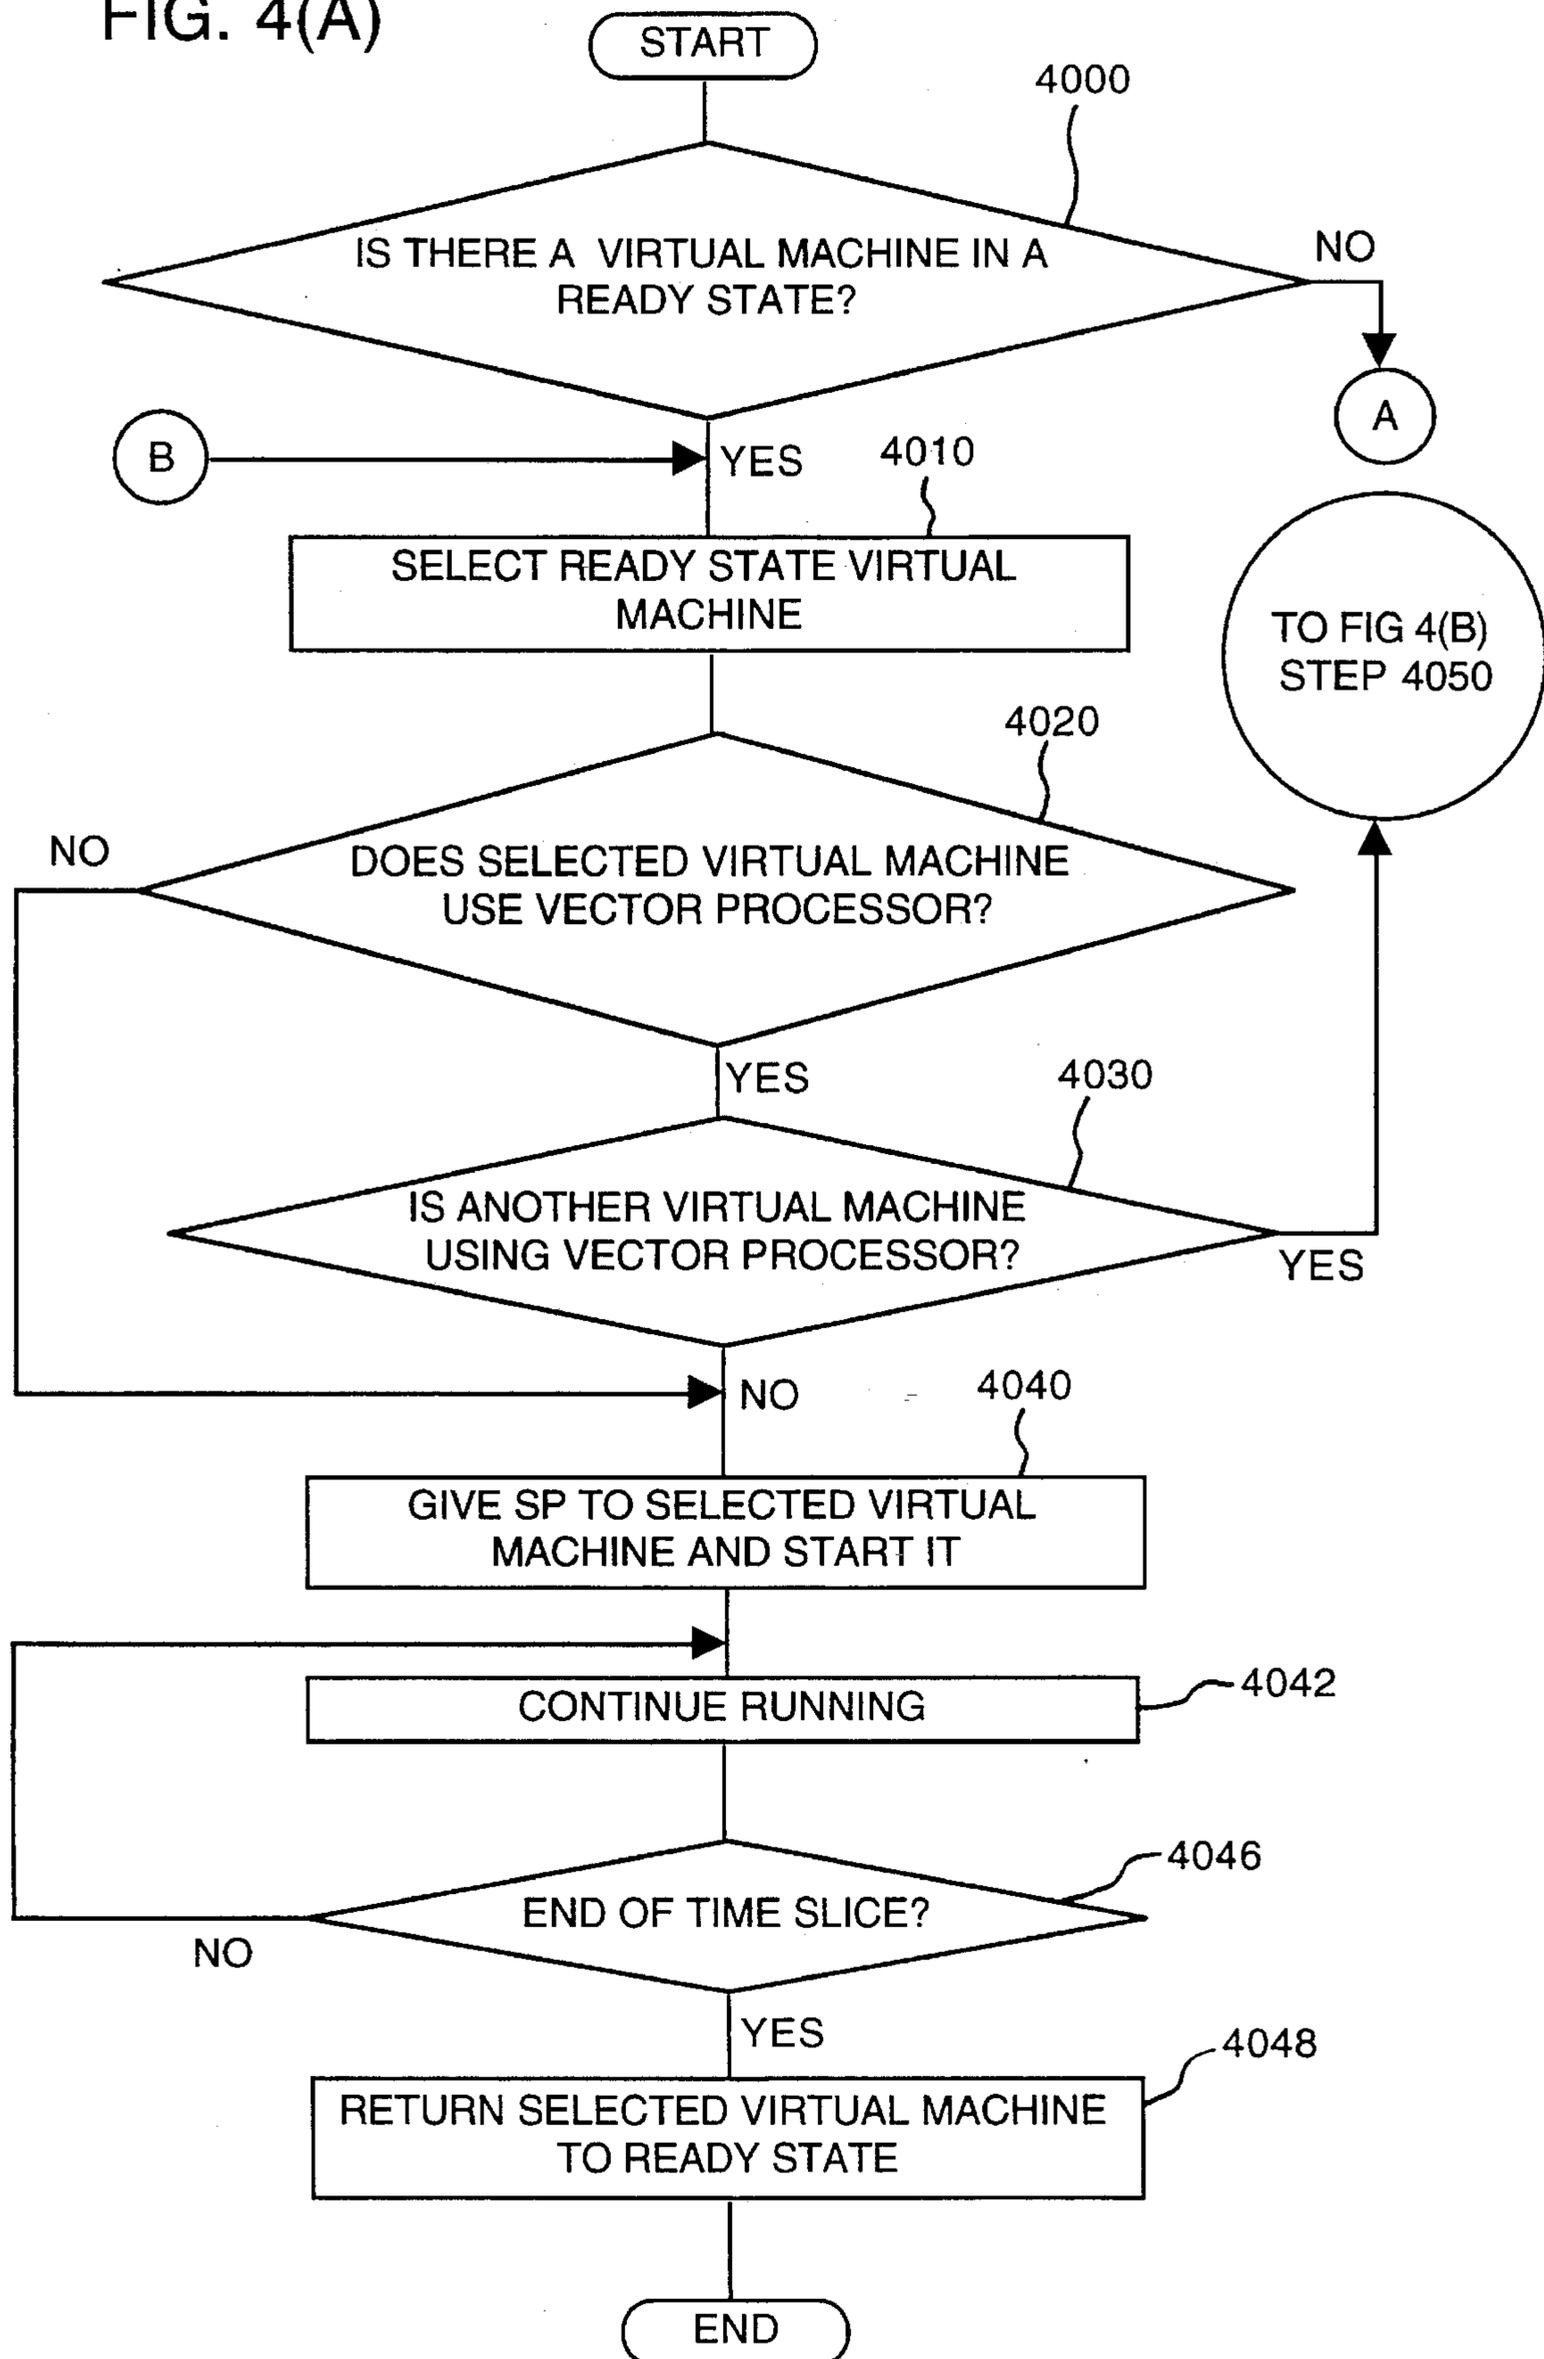 FIG. 4(A)
START
4000
IS THERE A VIRTUAL MACHINE IN A
READY STATE?
NO
A
B
YES
4010
SELECT READY STATE VIRTUAL
MACHINE
TO FIG 4(B)
STEP 4050
4020
NO
DOES SELECTED VIRTUAL MACHINE
USE VECTOR PROCESSOR?
YES
4030
IS ANOTHER VIRTUAL MACHINE
USING VECTOR PROCESSOR?
YES
NO
4040
GIVE SP TO SELECTED VIRTUAL
MACHINE AND START IT
CONTINUE RUNNING
4042
4046
END OF TIME SLICE?
NO
YES
4048
RETURN SELECTED VIRTUAL MACHINE
TO READY STATE
END